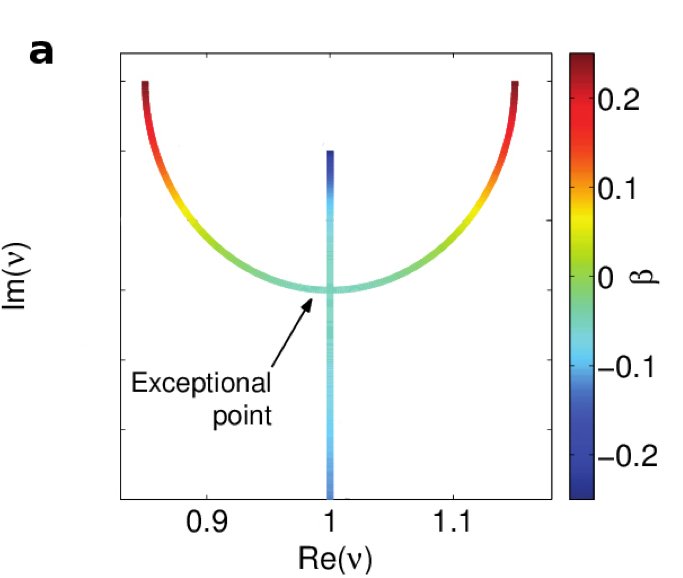 a
Im(ν)
Exceptional
point
0.9
1
1.1
Re(ν)
0.2
0.1
0
−0.1
−0.2
β